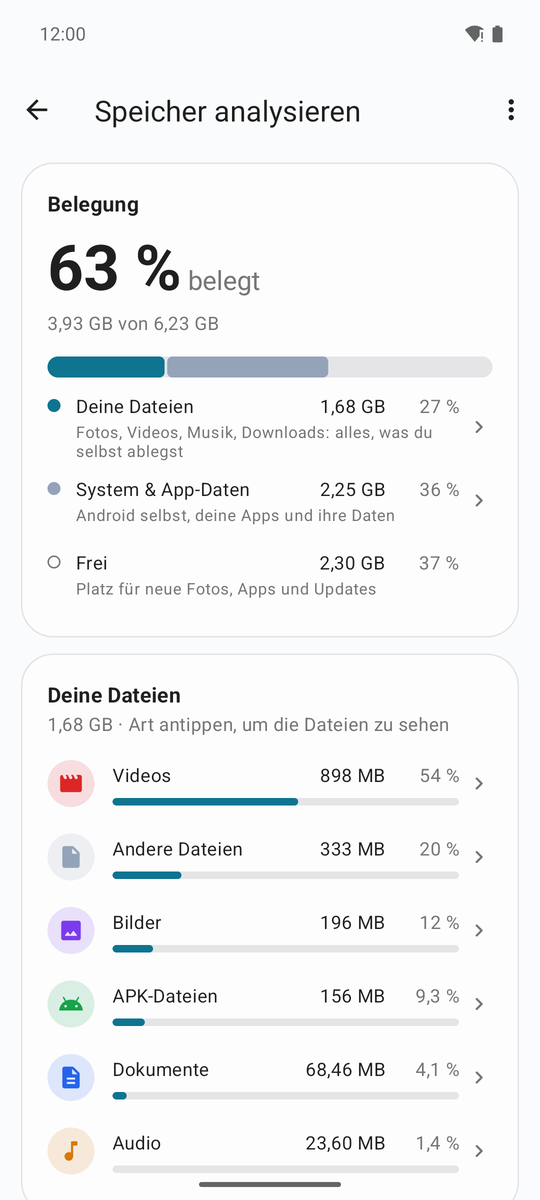 12:00
Speicher analysieren
Belegung
63 % belegt
3,93 GB von 6,23 GB
Deine Dateien 1,68 GB 27 %
Fotos, Videos, Musik, Downloads: alles, was du
selbst ablegst
System & App-Daten 2,25 GB 36 %
Android selbst, deine Apps und ihre Daten
Frei 2,30 GB 37 %
Platz für neue Fotos, Apps und Updates
Deine Dateien
1,68 GB · Art antippen, um die Dateien zu sehen
Videos 898 MB 54 %
Andere Dateien 333 MB 20 %
Bilder 196 MB 12 %
APK-Dateien 156 MB 9,3 %
Dokumente 68,46 MB 4,1 %
Audio 23,60 MB 1,4 %